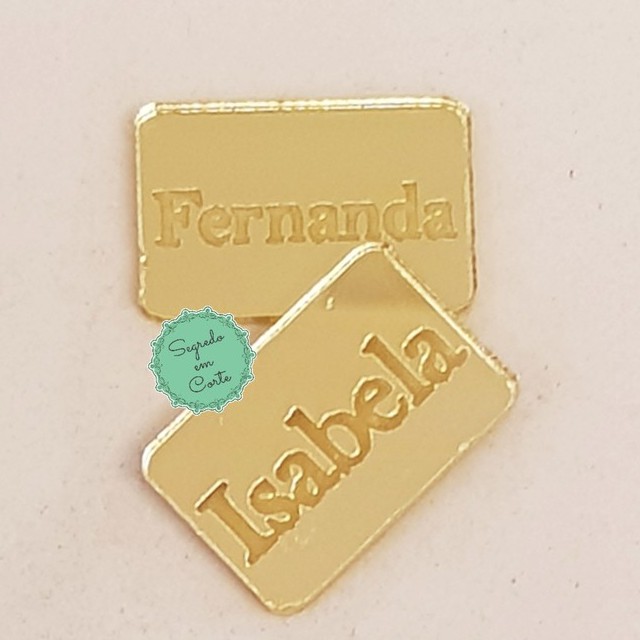 Fernanda
Segredo
em
Corte
Isabela